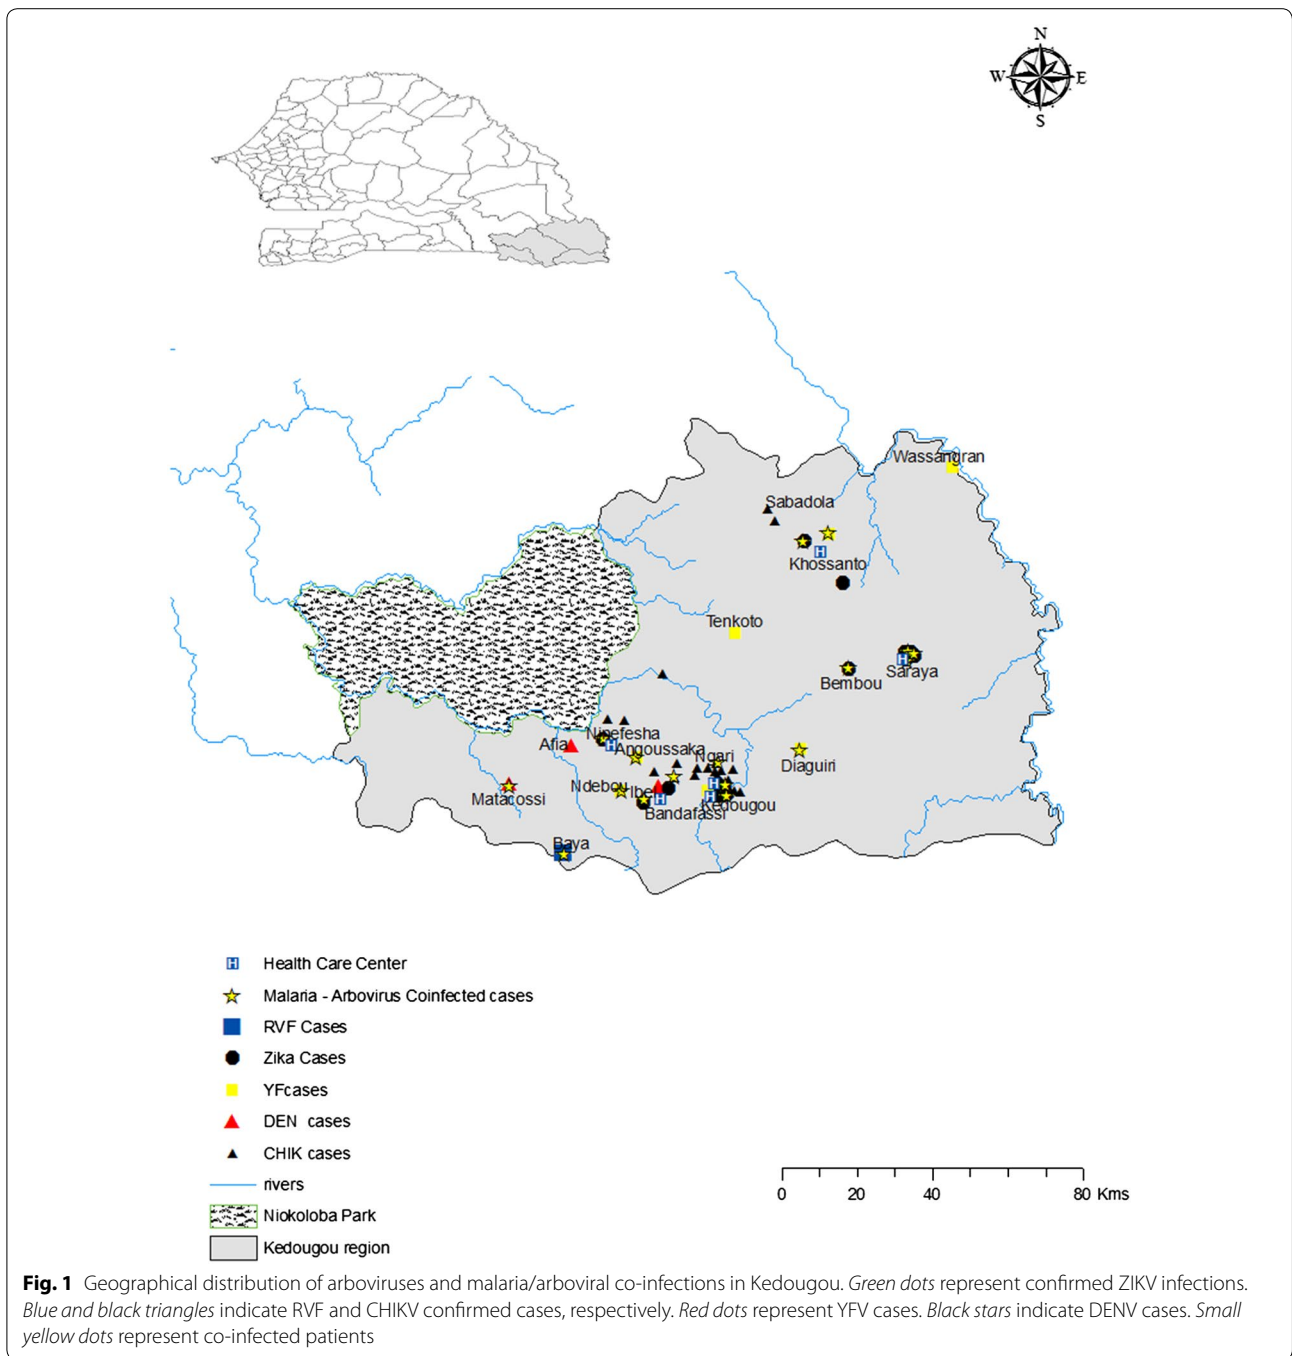 N
W E
S
Wassangran
Sabadola
Khossanto
Tenkoto
Saraya
Bembou
Ninefesha
Afia
Angoussaka
Ngari
Diaguiri
Ndebou
Ibel
Matacossi
Kedougou
Bandafassi
Baya
H Health Care Center
Malaria - Arbovirus Coinfected cases
RVF Cases
Zika Cases
YFcases
DEN cases
CHIK cases
rivers
Niokoloba Park
Kedougou region
0 20 40 80 Kms
Fig. 1 Geographical distribution of arboviruses and malaria/arboviral co-infections in Kedougou. Green dots represent confirmed ZIKV infections.
Blue and black triangles indicate RVF and CHIKV confirmed cases, respectively. Red dots represent YFV cases. Black stars indicate DENV cases. Small
yellow dots represent co-infected patients